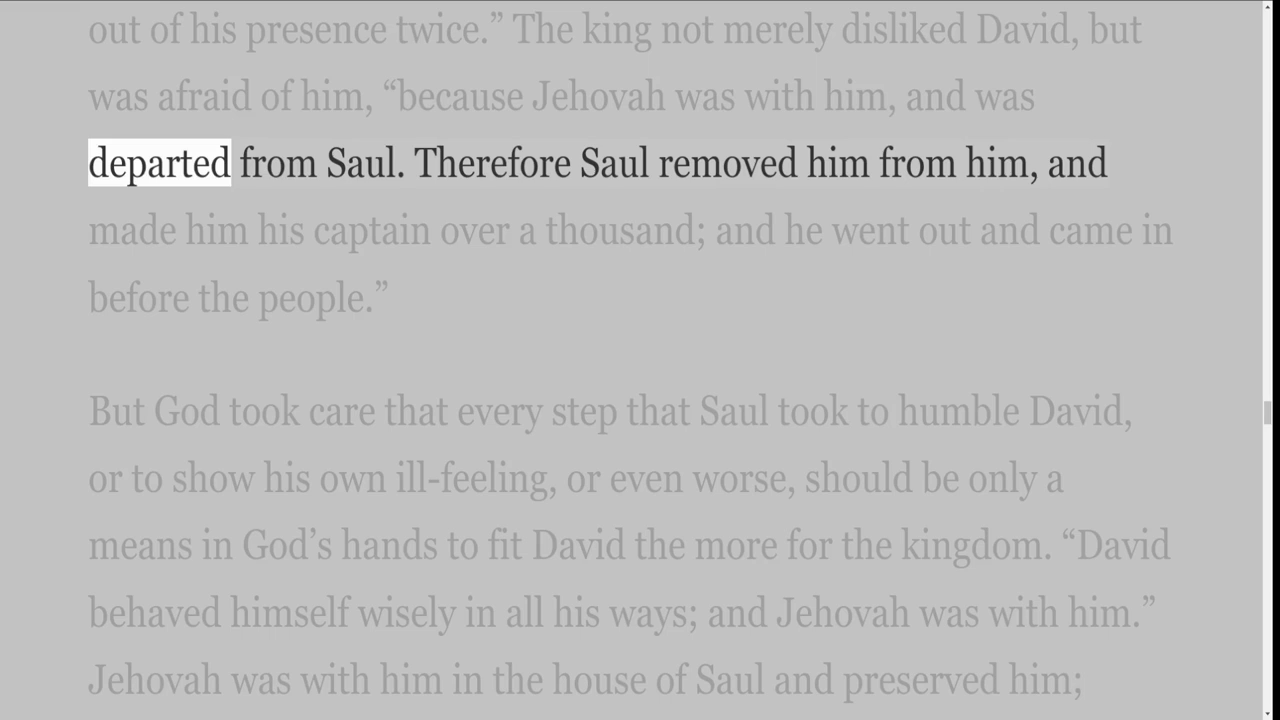 out of his presence twice.” The king not merely disliked David, but
was afraid of him, “because Jehovah was with him, and was
departed from Saul. Therefore Saul removed him from him, and
made him his captain over a thousand; and he went out and came in
before the people.”
But God took care that every step that Saul took to humble David,
or to show his own ill-feeling, or even worse, should be only a
means in God’s hands to fit David the more for the kingdom. “David
behaved himself wisely in all his ways; and Jehovah was with him.”
Jehovah was with him in the house of Saul and preserved him;